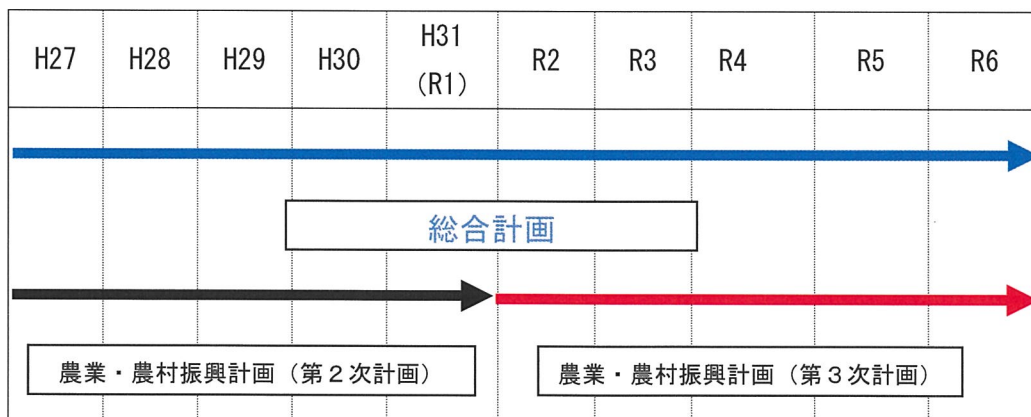 H27 H28 H29 H30 H31 R2 R3 R4 R5 R6
(R1)
総合計画
農業・農村振興計画（第２次計画） 農業・農村振興計画（第３次計画）